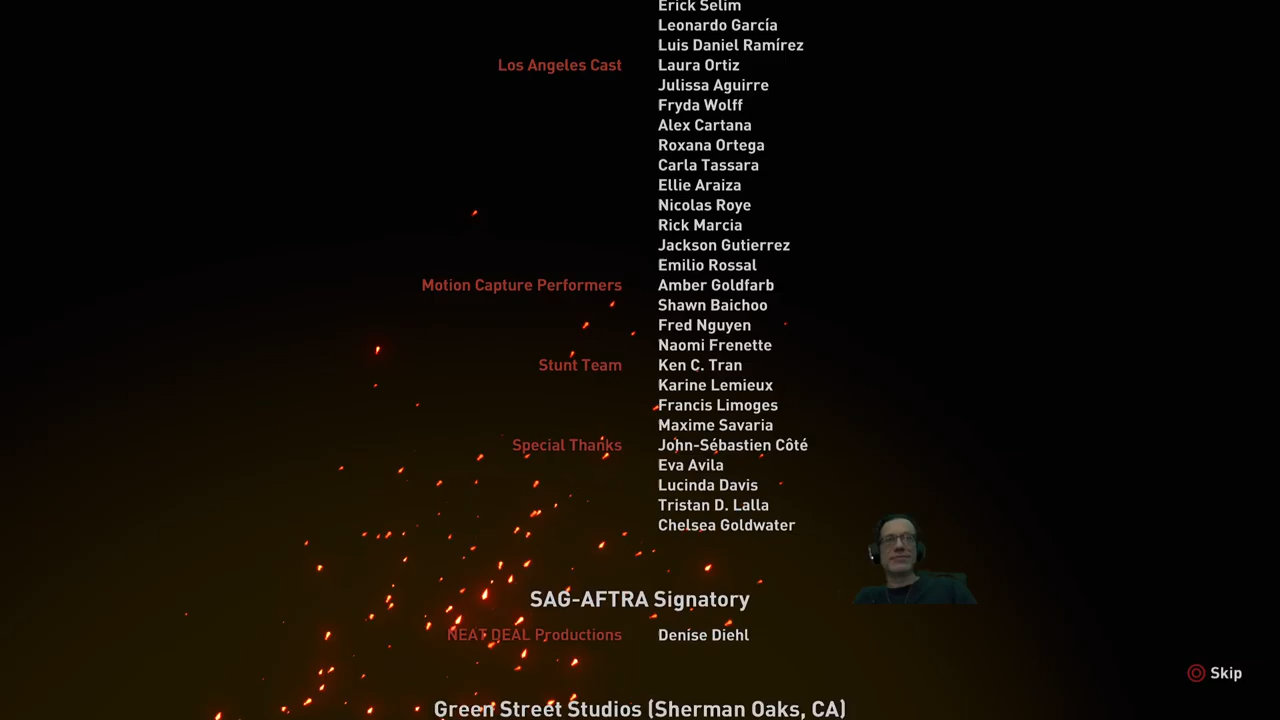 Erick Selim
Leonardo García
Luis Daniel Ramírez
Los Angeles Cast Laura Ortiz
Julissa Aguirre
Fryda Wolff
Alex Cartana
Roxana Ortega
Carla Tassara
Ellie Araiza
Nicolas Roye
Rick Marcia
Jackson Gutierrez
Emilio Rossal
Motion Capture Performers Amber Goldfarb
Shawn Baichoo
Fred Nguyen
Naomi Frenette
Stunt Team Ken C. Tran
Karine Lemieux
Francis Limoges
Maxime Savaria
Special Thanks John-Sébastien Côté
Eva Avila
Lucinda Davis
Tristan D. Lalla
Chelsea Goldwater
SAG-AFTRA Signatory
NEAT DEAL Productions Denise Diehl
Skip
Green Street Studios (Sherman Oaks, CA)